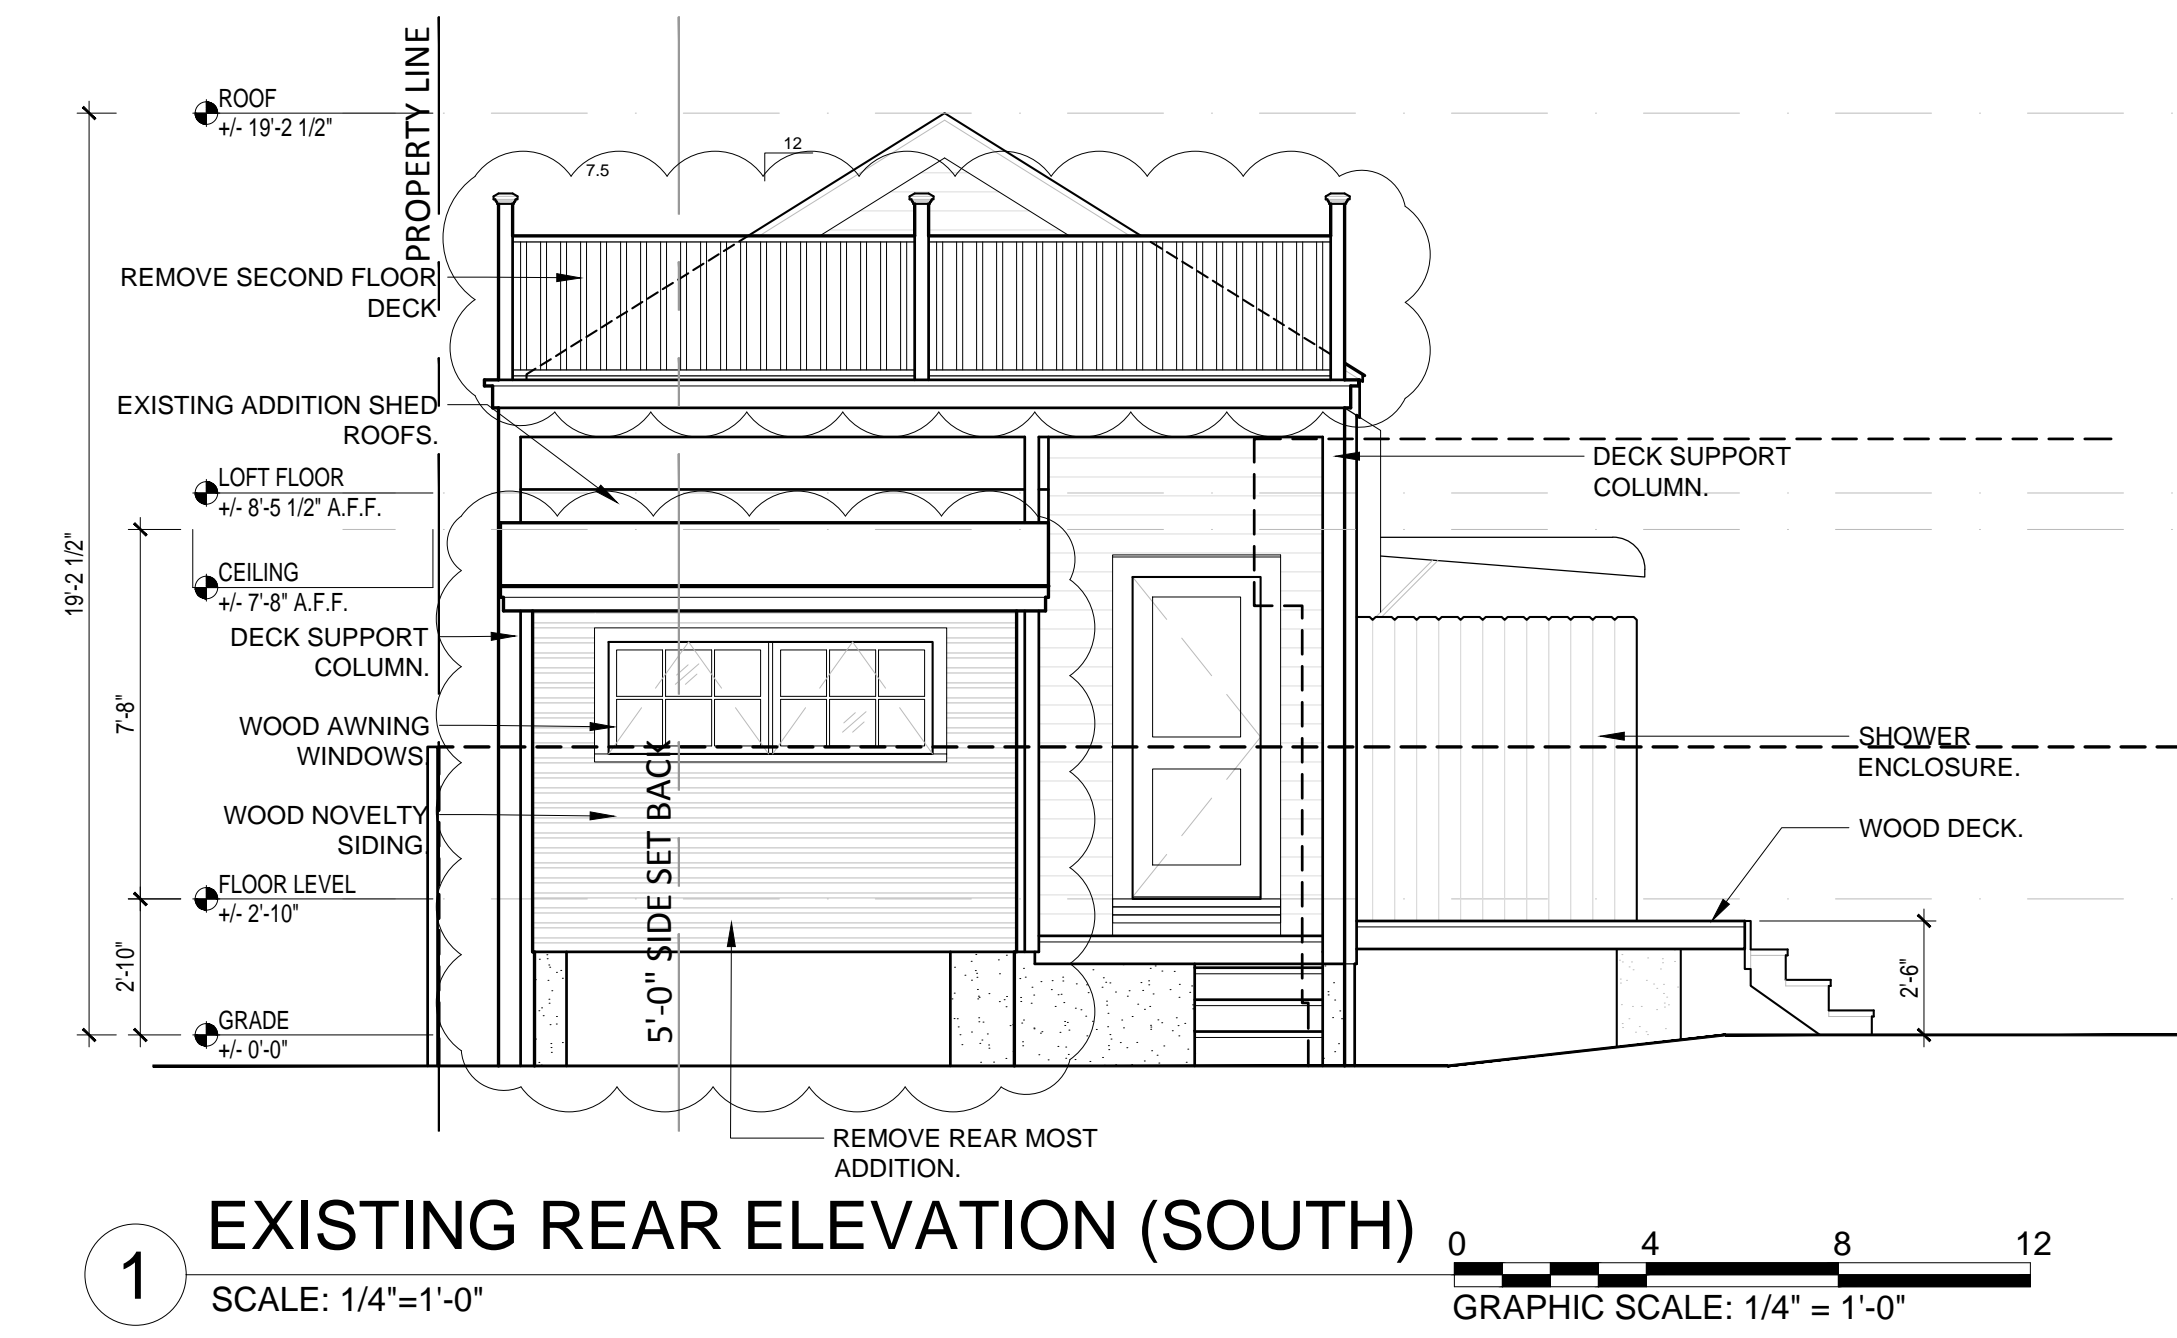 PROPERTY LINE
ROOF
+/- 19'-2 1/2"
12
7.5
REMOVE SECOND FLOOR
DECK
EXISTING ADDITION SHED
ROOFS.
DECK SUPPORT
COLUMN.
LOFT FLOOR
+/- 8'-5 1/2" A.F.F.
19'-2 1/2"
CEILING
+/- 7'-8" A.F.F.
DECK SUPPORT
COLUMN.
7'-8"
WOOD AWNING
WINDOWS.
SHOWER
ENCLOSURE.
WOOD NOVELTY
SIDING.
WOOD DECK.
5'-0" SIDE SET BACK
FLOOR LEVEL
+/- 2'-10"
2'-10"
2'-6"
GRADE
+/- 0'-0"
REMOVE REAR MOST
ADDITION.
1
EXISTING REAR ELEVATION (SOUTH)
SCALE: 1/4"=1'-0"
0 4 8 12
GRAPHIC SCALE: 1/4" = 1'-0"